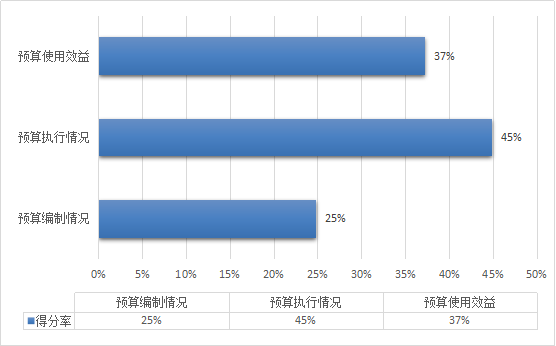 预算使用效益
37%
预算执行情况
45%
预算编制情况
25%
0% 5% 10% 15% 20% 25% 30% 35% 40% 45% 50%
预算编制情况 预算执行情况 预算使用效益
得分率 25% 45% 37%